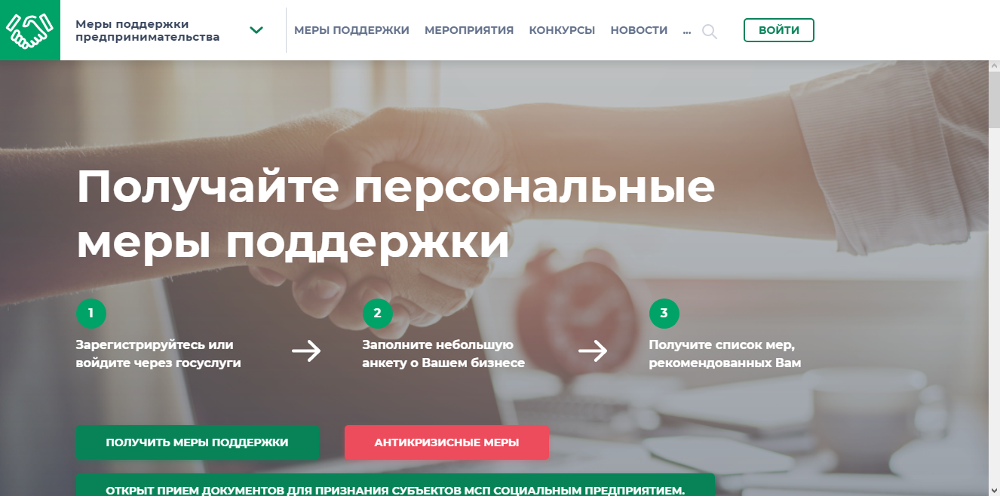 Меры поддержки
предпринимательства
МЕРЫ ПОДДЕРЖКИ МЕРОПРИЯТИЯ КОНКУРСЫ НОВОСТИ ... ВОЙТИ
Получайте персональные
меры поддержки
1
Зарегистрируйтесь или
войдите через госуслуги
2
Заполните небольшую
анкету о Вашем бизнесе
3
Получите список мер,
рекомендованных Вам
ПОЛУЧИТЬ МЕРЫ ПОДДЕРЖКИ
АНТИКРИЗИСНЫЕ МЕРЫ
ОТКРЫТ ПРИЕМ ДОКУМЕНТОВ ДЛЯ ПРИЗНАНИЯ СУБЪЕКТОВ МСП СОЦИАЛЬНЫМ ПРЕДПРИЯТИЕМ.